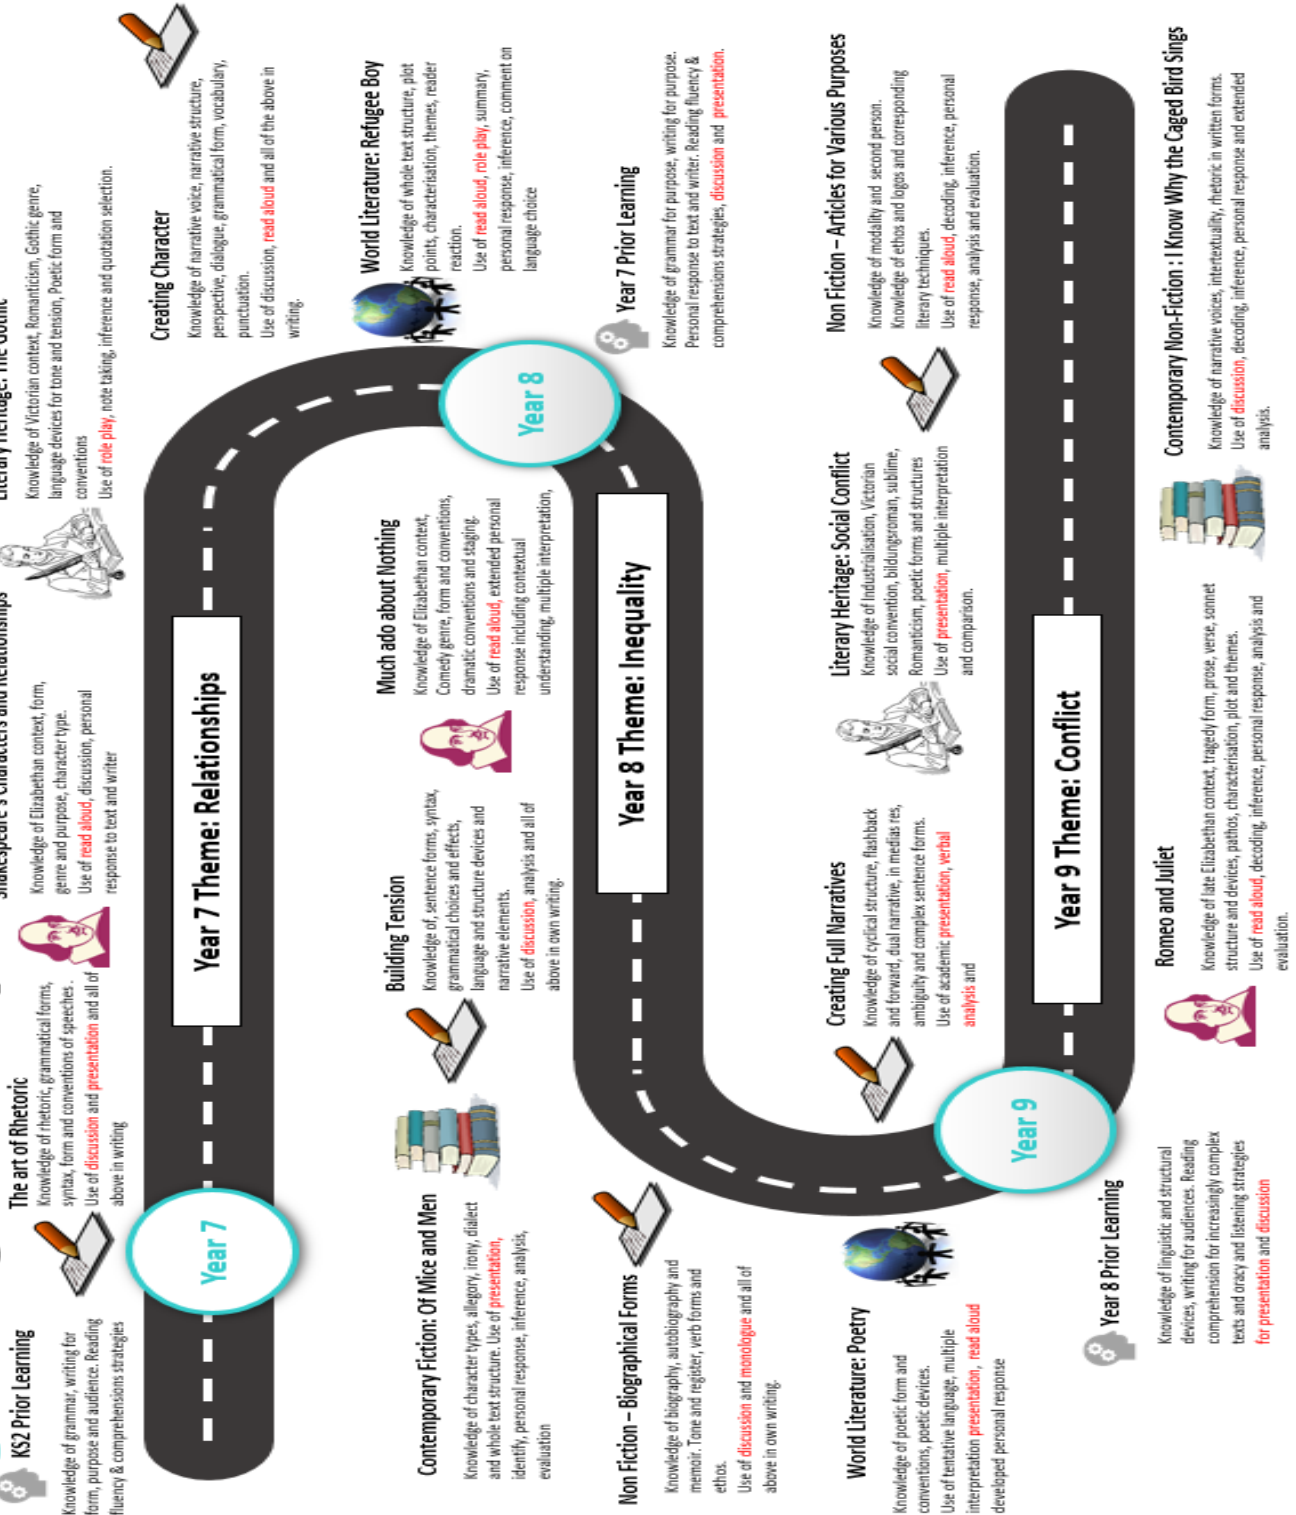 KS2 Prior Learning
Knowledge of grammar, writing for
form, purpose and audience. Reading
fluency & comprehensions strategies
The art of Rhetoric
Knowledge of rhetoric, grammatical forms,
syntax, form and conventions of speeches .
Use of discussion and presentation and all of
above in writing
Shakespeare's Characters and Relationships
Knowledge of Elizabethan context, form,
genre and purpose, character type.
Use of read aloud, discussion, personal
response to text and writer
Literary Heritage: The Gothic
Knowledge of Victorian context, Romanticism, Gothic genre,
language devices for tone and tension, Poetic form and
conventions
Use of role play, note taking, inference and quotation selection.
Year 7
Year 7 Theme: Relationships
Creating Character
Knowledge of narrative voice, narrative structure,
perspective, dialogue, grammatical form, vocabulary,
punctuation.
Use of discussion, read aloud and all of the above in
writing.
World Literature: Refugee Boy
Knowledge of whole text structure, plot
points, characterisation, themes, reader
reaction.
Use of read aloud, role play, summary,
personal response, inference, comment on
language choice
Year 8
Year 7 Prior Learning
Knowledge of grammar for purpose, writing for purpose.
Personal response to text and writer. Reading fluency &
comprehensions strategies, discussion and presentation.
Much ado about Nothing
Knowledge of Elizabethan context,
Comedy genre, form and conventions,
dramatic conventions and staging.
Use of read aloud, extended personal
response including contextual
understanding, multiple interpretation,
Year 8 Theme: Inequality
Building Tension
Knowledge of, sentence forms, syntax,
grammatical choices and effects,
language and structure devices and
narrative elements.
Use of discussion, analysis and all of
above in own writing.
Contemporary Fiction: Of Mice and Men
Knowledge of character types, allegory, irony, dialect
and whole text structure. Use of presentation,
identify, personal response, inference, analysis,
evaluation
Non Fiction – Biographical Forms
Knowledge of biography, autobiography and
memoir. Tone and register, verb forms and
ethos.
Use of discussion and monologue and all of
above in own writing.
World Literature: Poetry
Knowledge of poetic form and
conventions, poetic devices.
Use of tentative language, multiple
interpretation presentation, read aloud
developed personal response
Year 9
Year 8 Prior Learning
Knowledge of linguistic and structural
devices, writing for audiences. Reading
comprehension for increasingly complex
texts and oracy and listening strategies
for presentation and discussion
Creating Full Narratives
Knowledge of cyclical structure, flashback
and forward, dual narrative, in medias res,
ambiguity and complex sentence forms.
Use of academic presentation, verbal
analysis and
Literary Heritage: Social Conflict
Knowledge of Industrialisation, Victorian
social convention, bildungsroman, sublime,
Romanticism, poetic forms and structures
Use of presentation, multiple interpretation
and comparison.
Non Fiction – Articles for Various Purposes
Knowledge of modality and second person.
Knowledge of ethos and logos and corresponding
literary techniques.
Use of read aloud, decoding, inference, personal
response, analysis and evaluation.
Year 9 Theme: Conflict
Romeo and Juliet
Knowledge of late Elizabethan context, tragedy form, prose, verse, sonnet
structure and devices, pathos, characterisation, plot and themes.
Use of read aloud, decoding, inference, personal response, analysis and
evaluation.
Contemporary Non-Fiction : I Know Why the Caged Bird Sings
Knowledge of narrative voices, intertextuality, rhetoric in written forms.
Use of discussion, decoding, inference, personal response and extended
analysis.